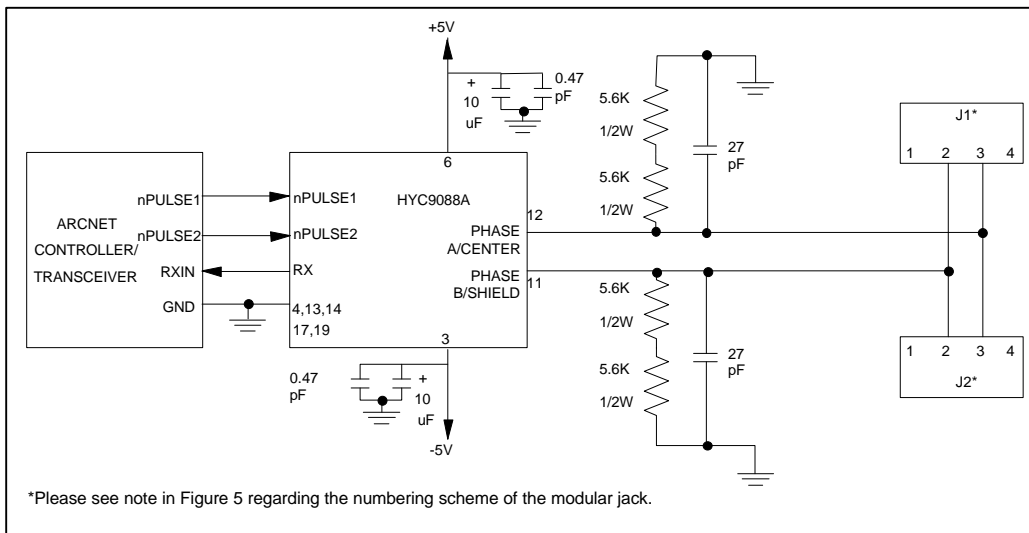 +5V
+
10
uF
0.47
pF
6
ARCNET
CONTROLLER/
TRANSCEIVER
nPULSE1
nPULSE2
RXIN
GND
nPULSE1
nPULSE2
RX
4,13,14
17,19
HYC9088A
PHASE
A/CENTER
PHASE
B/SHIELD
12
11
3
0.47
pF
+
10
uF
-5V
5.6K
1/2W
5.6K
1/2W
27
pF
5.6K
1/2W
5.6K
1/2W
27
pF
J1*
1 2 3 4
1 2 3 4
J2*
*Please see note in Figure 5 regarding the numbering scheme of the modular jack.